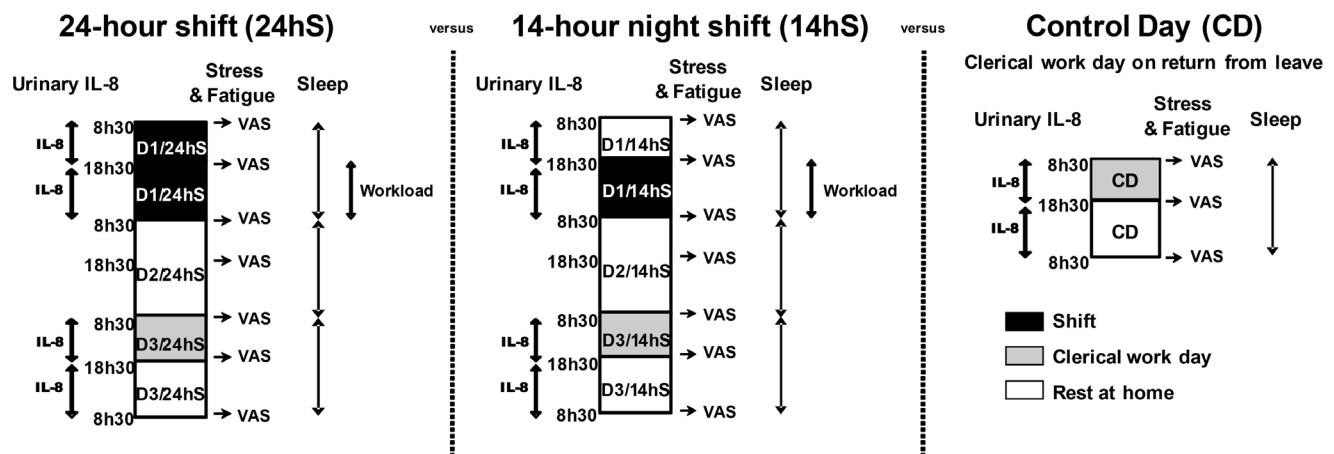 24-hour shift (24hS)
versus
14-hour night shift (14hS)
versus
Control Day (CD)
Clerical work day on return from leave
Urinary IL-8
Stress
& Fatigue
Sleep
8h30
VAS
IL-8
D1/24hS
18h30
VAS
IL-8
D1/24hS
Workload
8h30
VAS
18h30
VAS
D2/24hS
8h30
VAS
IL-8
D3/24hS
18h30
VAS
IL-8
D3/24hS
8h30
VAS
Urinary IL-8
Stress
& Fatigue
Sleep
8h30
VAS
IL-8
D1/14hS
18h30
VAS
IL-8
D1/14hS
Workload
8h30
VAS
18h30
VAS
D2/14hS
8h30
VAS
IL-8
D3/14hS
18h30
VAS
IL-8
D3/14hS
8h30
VAS
Urinary IL-8
Stress
& Fatigue
Sleep
8h30
VAS
IL-8
CD
18h30
VAS
IL-8
CD
8h30
VAS
Shift
Clerical work day
Rest at home